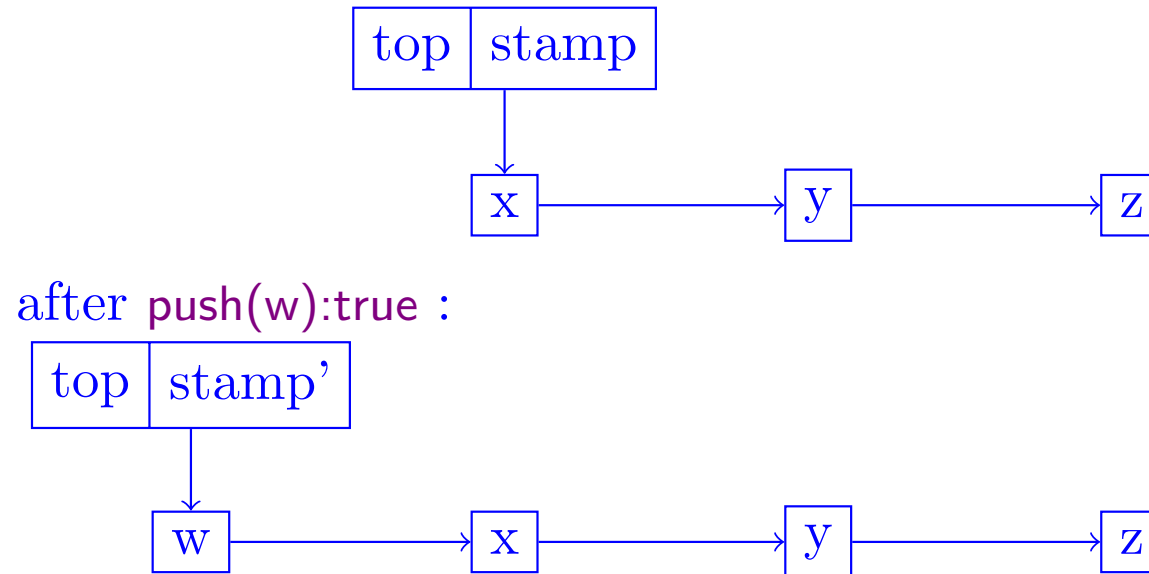 top stamp
x y z
after push(w):true :
top stamp'
w x y z